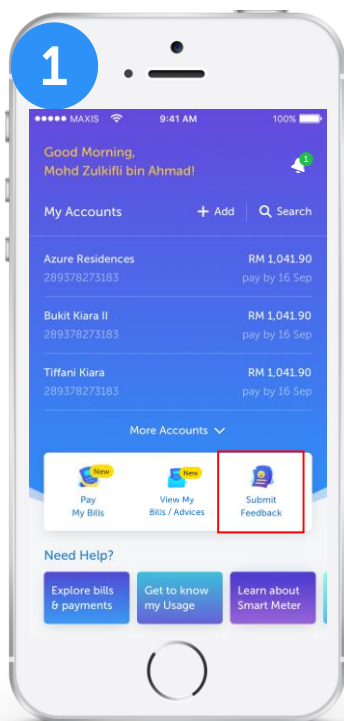 1
MAXIS 9:41 AM 100%
Good Morning,
Mohd Zulkifli bin Ahmad!
1
My Accounts + Add Search
Azure Residences RM 1,041.90
289378273183 pay by 16 Sep
Bukit Kiara II RM 1,041.90
289378273183 pay by 16 Sep
Tiffani Kiara RM 1,041.90
289378273183 pay by 16 Sep
More Accounts
New New
Pay View My Submit
My Bills Bills / Advices Feedback
Need Help?
Explore bills Get to know Learn about
& payments my Usage Smart Meter